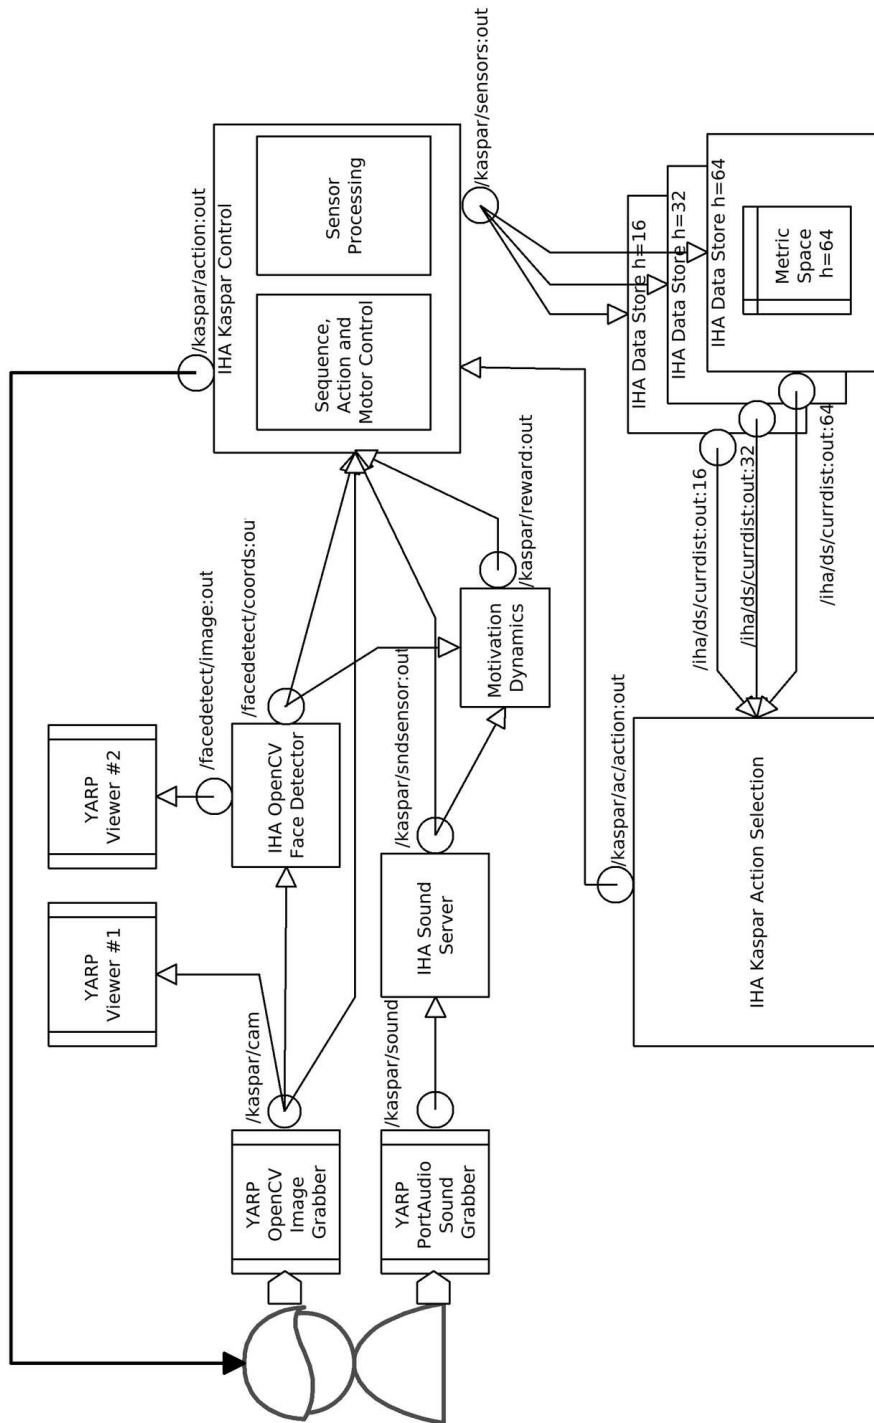 YARP
Viewer #1
YARP
Viewer #2
/facedetect/image:out
/kaspar/action:out
IHA Kaspar Control
Sequence,
Action and
Motor Control
Sensor
Processing
YARP
OpenCV
Image
Grabber
/kaspar/cam
IHA OpenCV
Face Detector
/facedetect/coords:ou
YARP
PortAudio
Sound
Grabber
/kaspar/sound
IHA Sound
Server
/kaspar/sndsensor:out
Motivation
Dynamics
/kaspar/reward:out
/kaspar/sensors:out
/kaspar/ac/action:out
IHA Kaspar Action Selection
/iha/ds/currdist:out:16
/iha/ds/currdist:out:32
/iha/ds/currdist:out:64
IHA Data Store h=16
IHA Data Store h=32
IHA Data Store h=64
Metric
Space
h=64